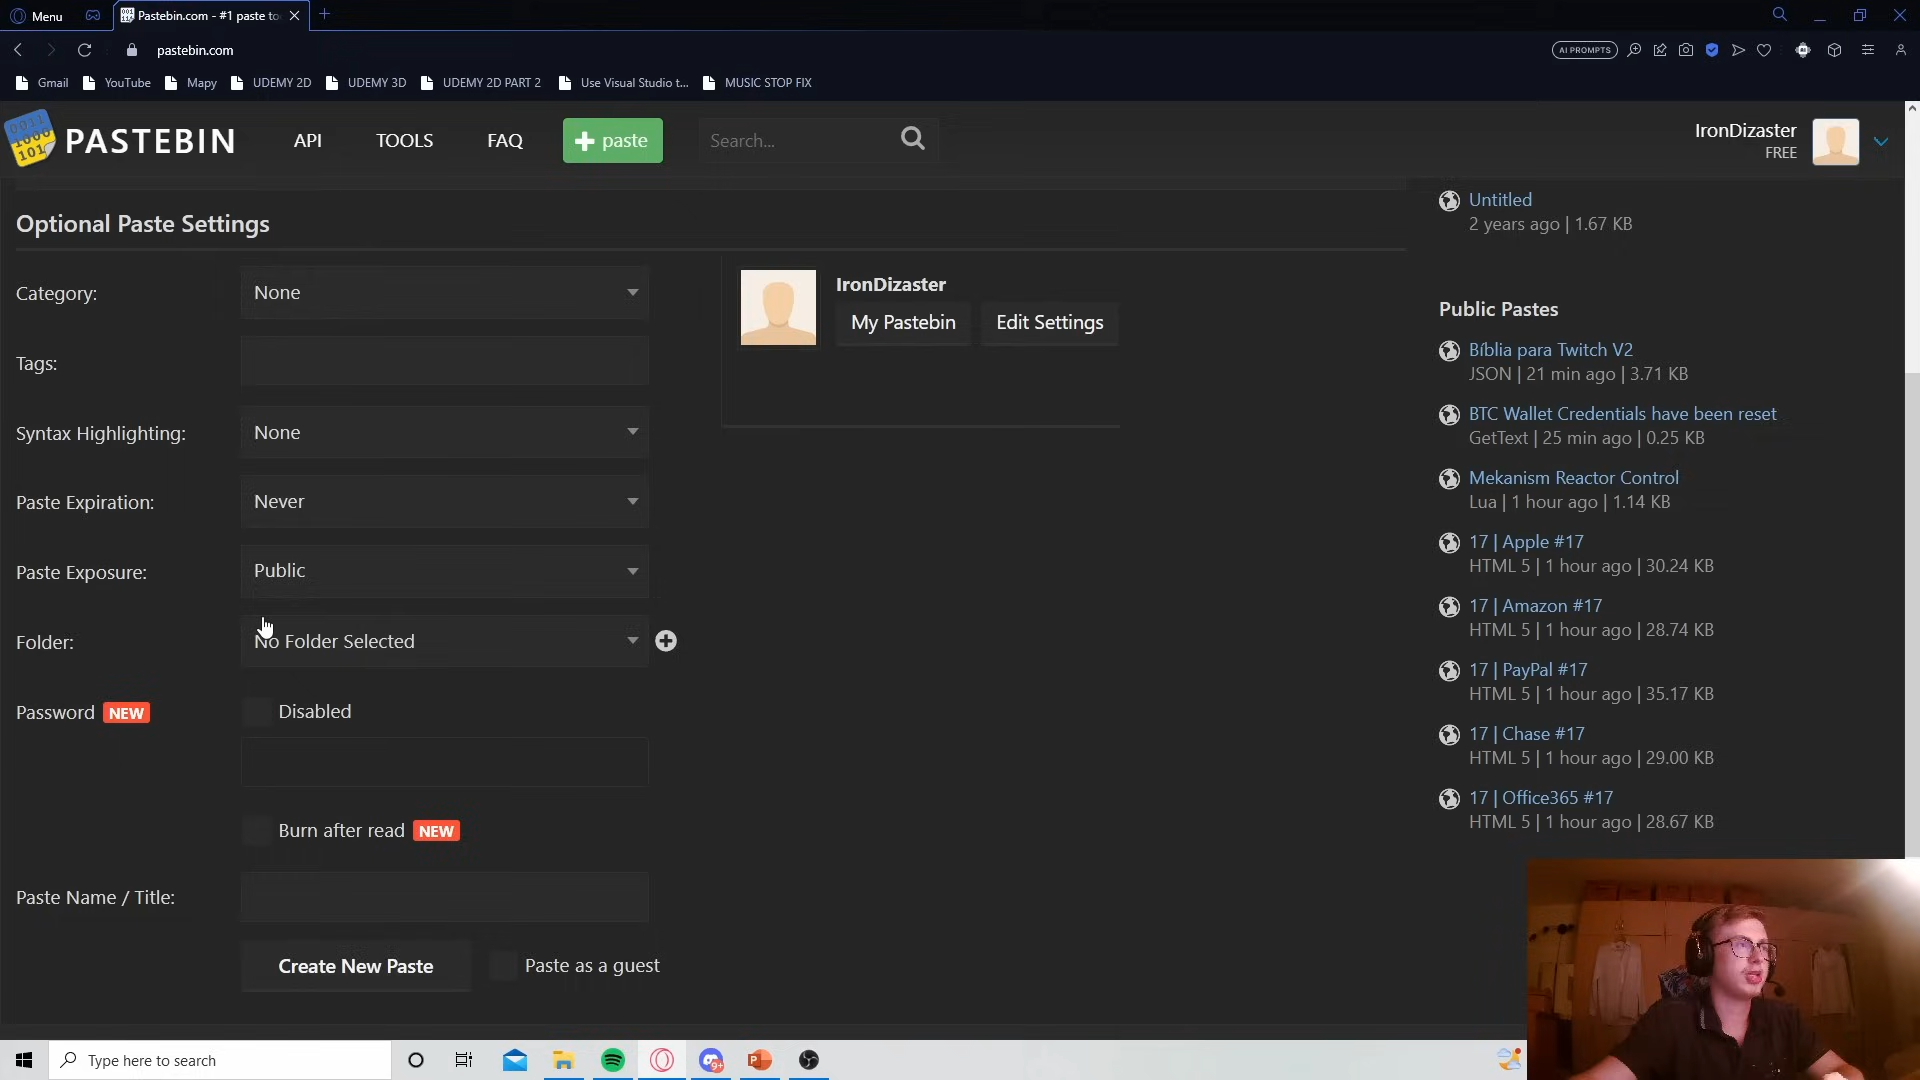 Menu
Pastebin.com - #1 paste to
pastebin.com
AI PROMPTS
Gmail
YouTube
Mapy
UDEMY 2D
UDEMY 3D
UDEMY 2D PART 2
Use Visual Studio t...
MUSIC STOP FIX
0011
1000
101
PASTEBIN
API
TOOLS
FAQ
paste
Search...
IronDizaster
FREE
Optional Paste Settings
Category:
None
Tags:
Syntax Highlighting:
None
Paste Expiration:
Never
Paste Exposure:
Public
Folder:
No Folder Selected
Password NEW
Disabled
Burn after read NEW
Paste Name / Title:
Create New Paste
Paste as a guest
IronDizaster
My Pastebin
Edit Settings
Untitled
2 years ago | 1.67 KB
Public Pastes
Bíblia para Twitch V2
JSON | 21 min ago | 3.71 KB
BTC Wallet Credentials have been reset
GetText | 25 min ago | 0.25 KB
Mekanism Reactor Control
Lua | 1 hour ago | 1.14 KB
17 | Apple #17
HTML 5 | 1 hour ago | 30.24 KB
17 | Amazon #17
HTML 5 | 1 hour ago | 28.74 KB
17 | PayPal #17
HTML 5 | 1 hour ago | 35.17 KB
17 | Chase #17
HTML 5 | 1 hour ago | 29.00 KB
17 | Office365 #17
HTML 5 | 1 hour ago | 28.67 KB
Type here to search
9+
P